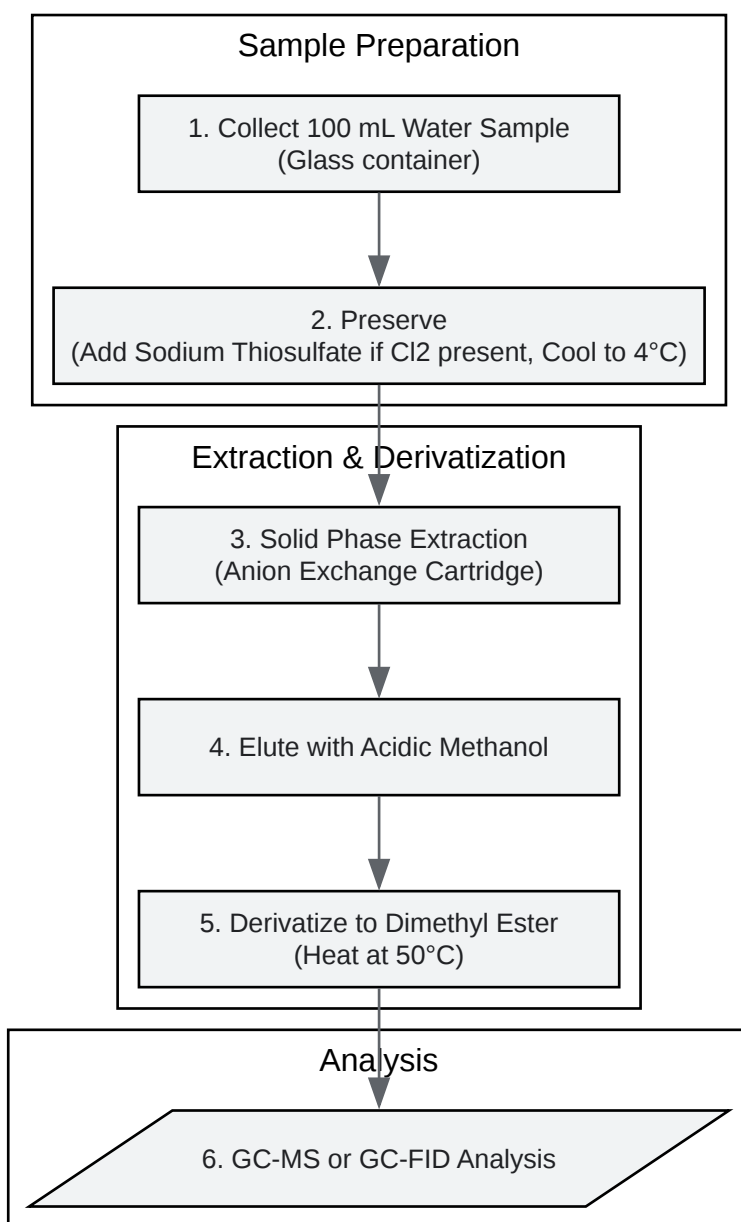 Sample Preparation
1. Collect 100 mL Water Sample
(Glass container)
2. Preserve
(Add Sodium Thiosulfate if Cl2 present, Cool to 4°C)
Extraction & Derivatization
3. Solid Phase Extraction
(Anion Exchange Cartridge)
4. Elute with Acidic Methanol
5. Derivatize to Dimethyl Ester
(Heat at 50°C)
Analysis
6. GC-MS or GC-FID Analysis